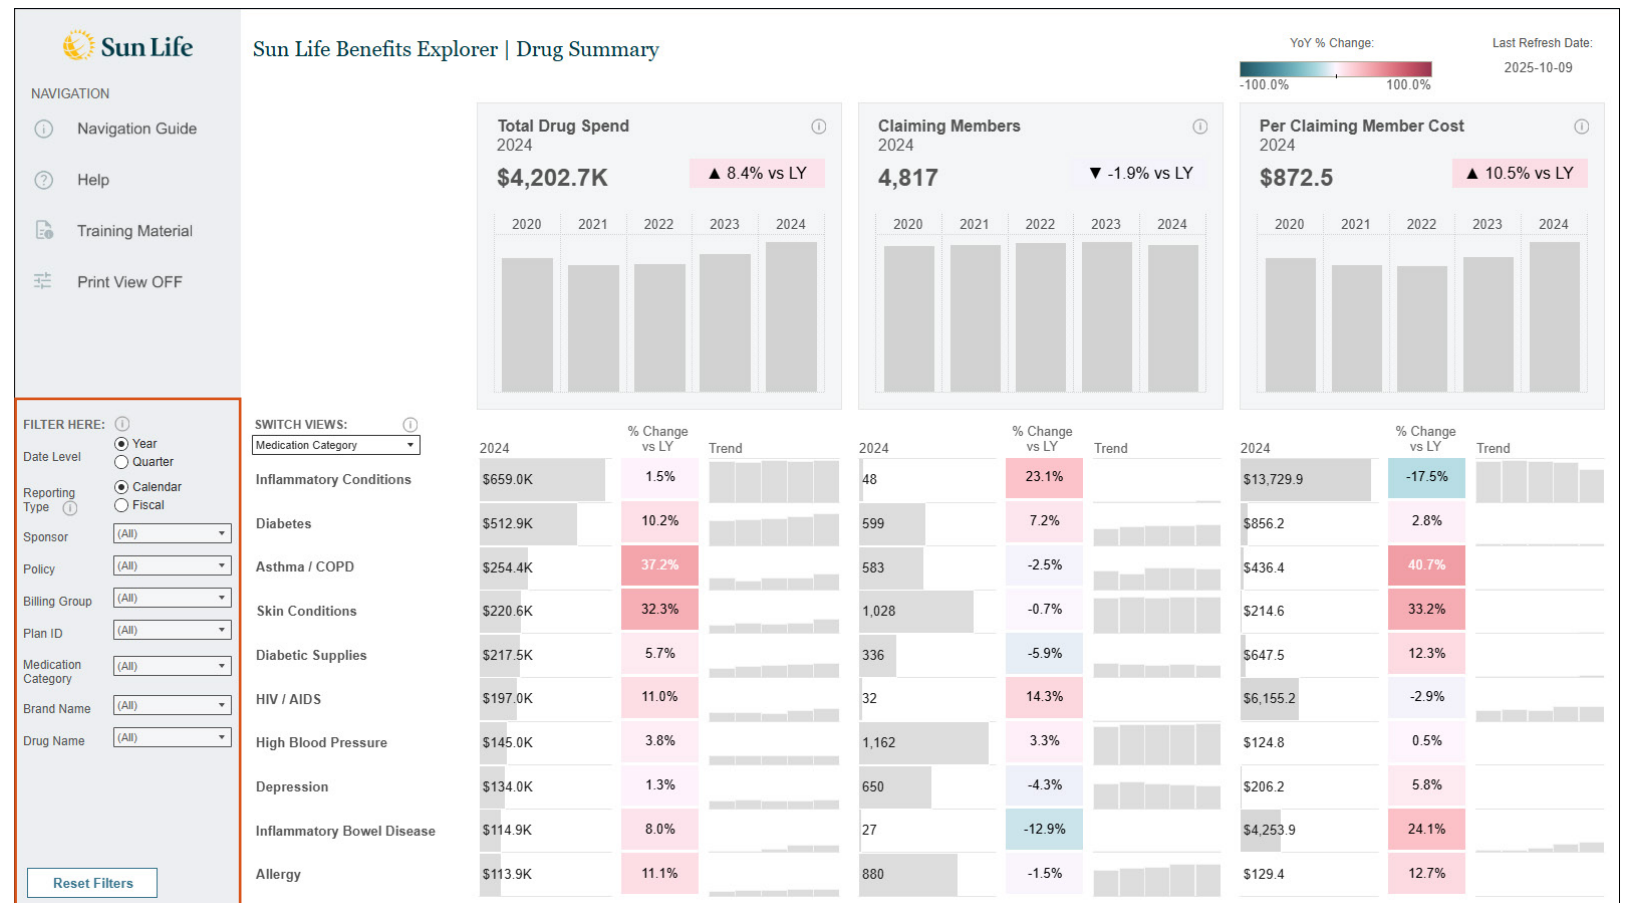 Sun Life
Sun Life Benefits Explorer | Drug Summary
YoY % Change:
-100.0% 100.0%
Last Refresh Date:
2025-10-09
NAVIGATION
Navigation Guide
Help
Training Material
Print View OFF
Total Drug Spend
2024
$4,202.7K ▲ 8.4% vs LY
2020 2021 2022 2023 2024
Claiming Members
2024
4,817 ▼ -1.9% vs LY
2020 2021 2022 2023 2024
Per Claiming Member Cost
2024
$872.5 ▲ 10.5% vs LY
2020 2021 2022 2023 2024
FILTER HERE:
Date Level
Year
Quarter
Reporting
Type
Calendar
Fiscal
Sponsor (All)
Policy (All)
Billing Group (All)
Plan ID (All)
Medication
Category (All)
Brand Name (All)
Drug Name (All)
Reset Filters
SWITCH VIEWS:
Medication Category
2024 % Change vs LY Trend 2024 % Change vs LY Trend 2024 % Change vs LY Trend
Inflammatory Conditions $659.0K 1.5% 48 23.1% $13,729.9 -17.5%
Diabetes $512.9K 10.2% 599 7.2% $856.2 2.8%
Asthma / COPD $254.4K 37.2% 583 -2.5% $436.4 40.7%
Skin Conditions $220.6K 32.3% 1,028 -0.7% $214.6 33.2%
Diabetic Supplies $217.5K 5.7% 336 -5.9% $647.5 12.3%
HIV / AIDS $197.0K 11.0% 32 14.3% $6,155.2 -2.9%
High Blood Pressure $145.0K 3.8% 1,162 3.3% $124.8 0.5%
Depression $134.0K 1.3% 650 -4.3% $206.2 5.8%
Inflammatory Bowel Disease $114.9K 8.0% 27 -12.9% $4,253.9 24.1%
Allergy $113.9K 11.1% 880 -1.5% $129.4 12.7%